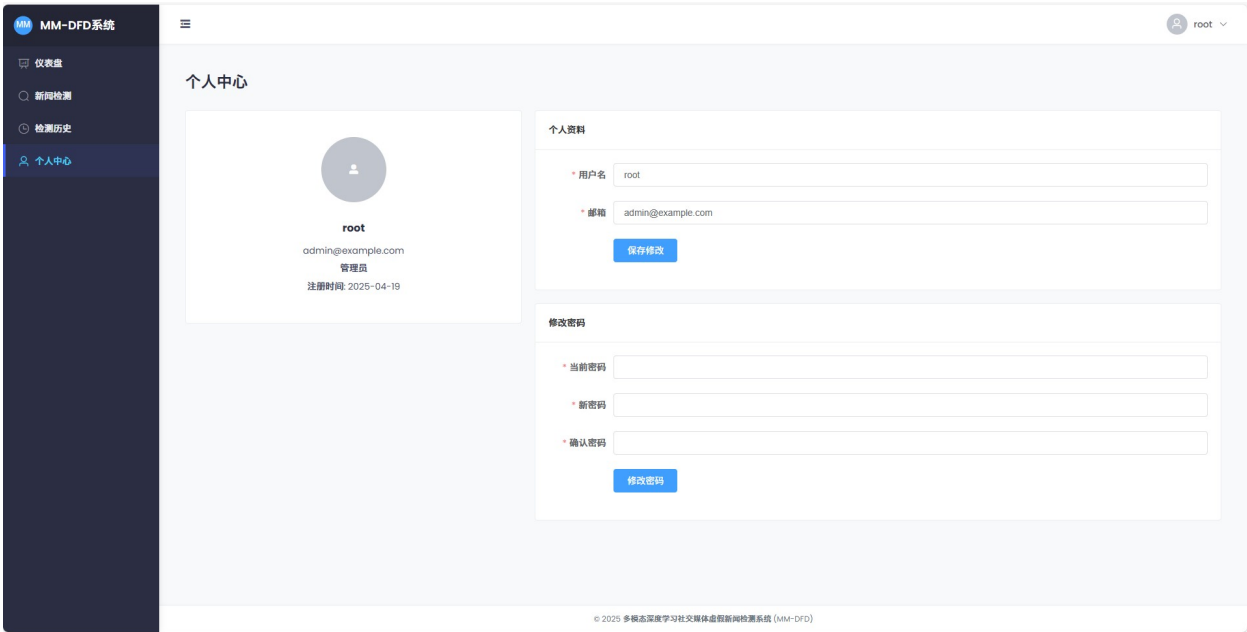 MM MM-DFD系统
root
仪表盘
新闻检测
检测历史
个人中心
个人中心
root
admin@example.com
管理员
注册时间: 2025-04-19
个人资料
* 用户名 root
* 邮箱 admin@example.com
保存修改
修改密码
* 当前密码
* 新密码
* 确认密码
修改密码
© 2025 多模态深度学习社交媒体虚假新闻检测系统 (MM-DFD)